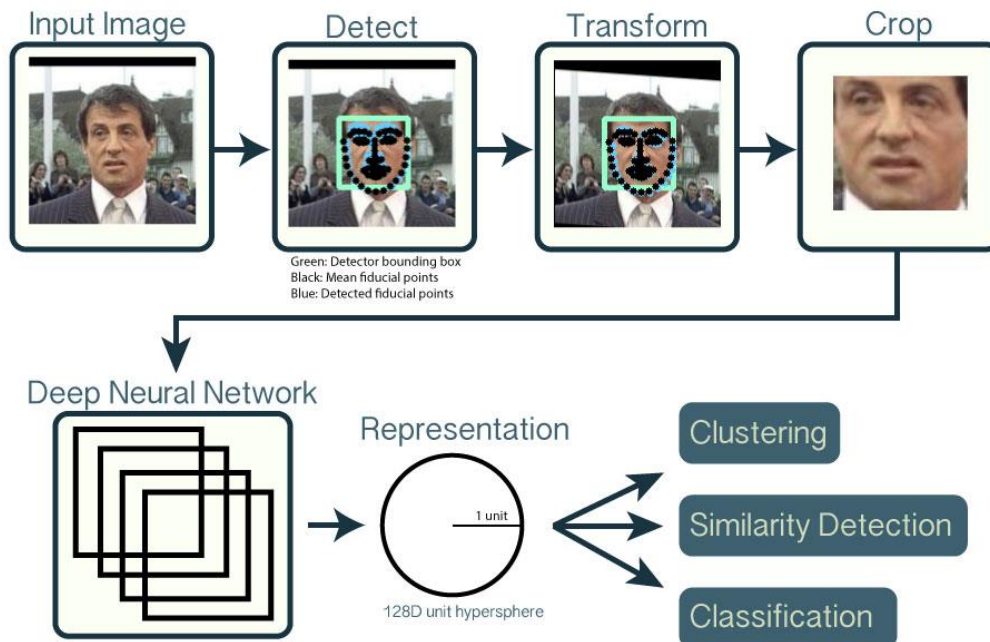 Input Image
Detect
Transform
Crop
Green: Detector bounding box
Black: Mean fiducial points
Blue: Detected fiducial points
Deep Neural Network
Representation
1 unit
128D unit hypersphere
Clustering
Similarity Detection
Classification